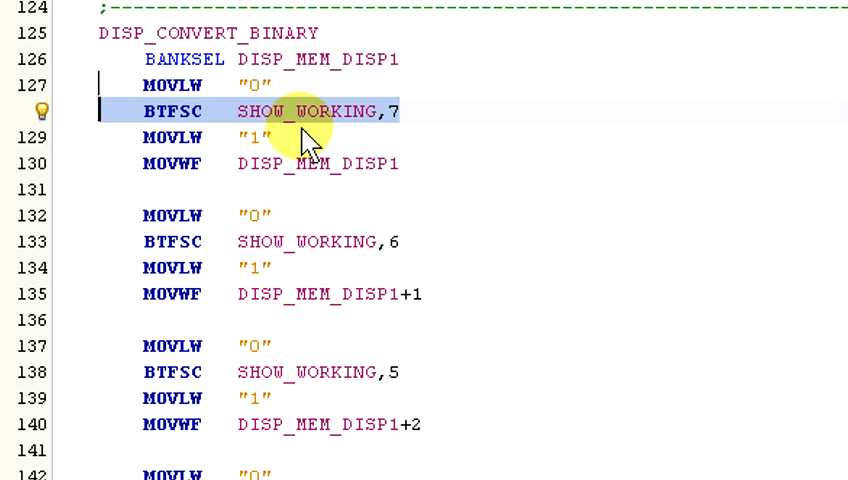 124 ;----------------------------------------------------------------------
125 DISP_CONVERT_BINARY
126 BANKSEL DISP_MEM_DISP1
127 MOVLW "0"
BTFSC SHOW_WORKING,7
129 MOVLW "1"
130 MOVWF DISP_MEM_DISP1
131
132 MOVLW "0"
133 BTFSC SHOW_WORKING,6
134 MOVLW "1"
135 MOVWF DISP_MEM_DISP1+1
136
137 MOVLW "0"
138 BTFSC SHOW_WORKING,5
139 MOVLW "1"
140 MOVWF DISP_MEM_DISP1+2
141
142 MOVLW "0"